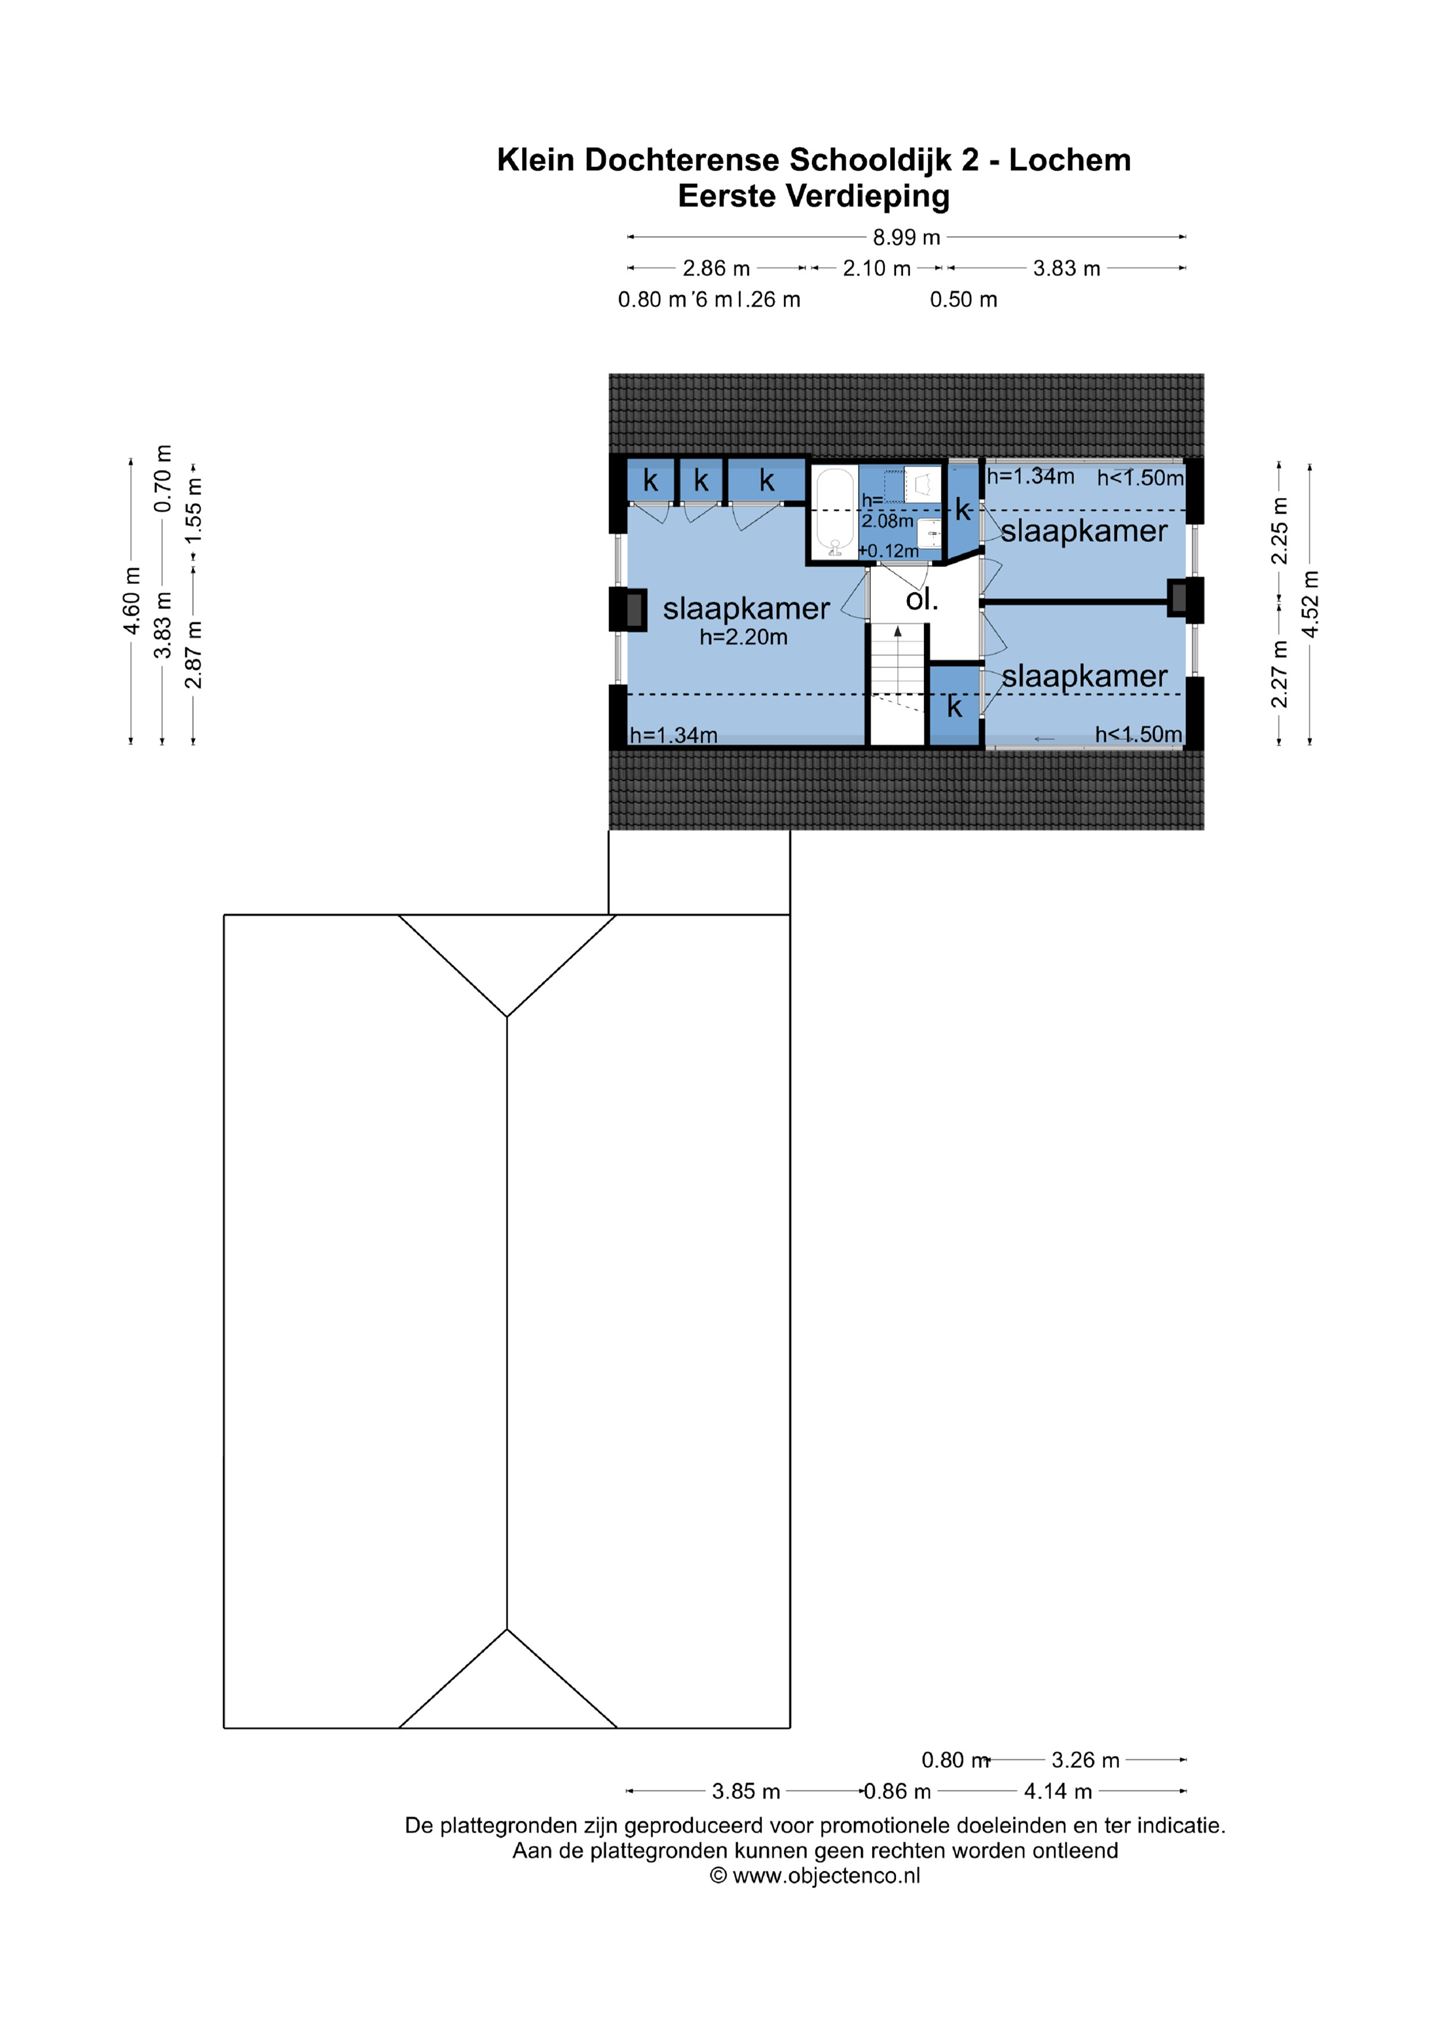 Klein Dochterense Schooldijk 2 - Lochem
Eerste Verdieping
8.99 m
2.86 m 2.10 m 3.83 m
0.80 m 0.50 m
4.60 m
3.83 m 0.70 m
2.87 m 1.55 m
k k k
h=
2.08m
+0.12m
k
h=1.34m h<1.50m
slaapkamer
slaapkamer
h=2.20m
ol.
slaapkamer
k
h=1.34m
h<1.50m
2.25 m
2.27 m
4.52 m
0.80 m 3.26 m
3.85 m 0.86 m 4.14 m
De plattegronden zijn geproduceerd voor promotionele doeleinden en ter indicatie.
Aan de plattegronden kunnen geen rechten worden ontleend
© www.objectenco.nl